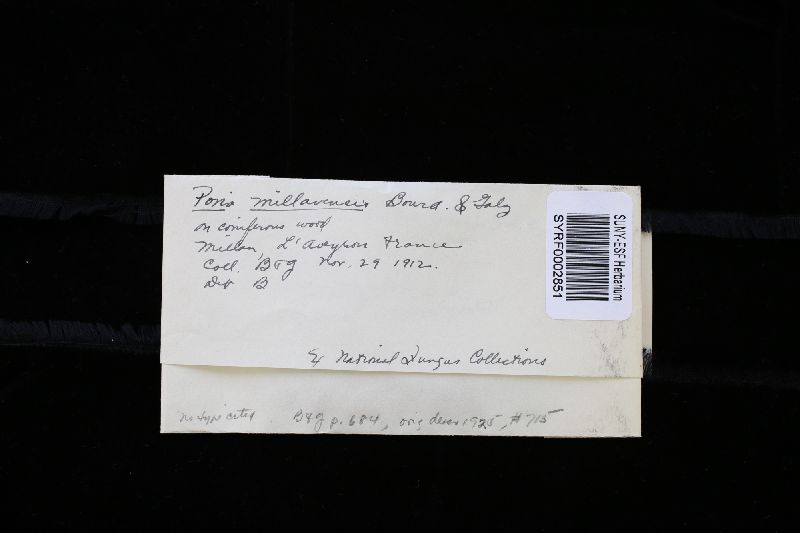 Poria millavensis Bourd. & Galz
on coniferous wood
Millau, L'Aveyron France
Coll. B & G Nov. 29 1912.
Det B
Ex National Fungus Collections
no type cited. B & G p. 684, orig descr 1925, #715
SUNY-ESF Herbarium
SYRF0002851